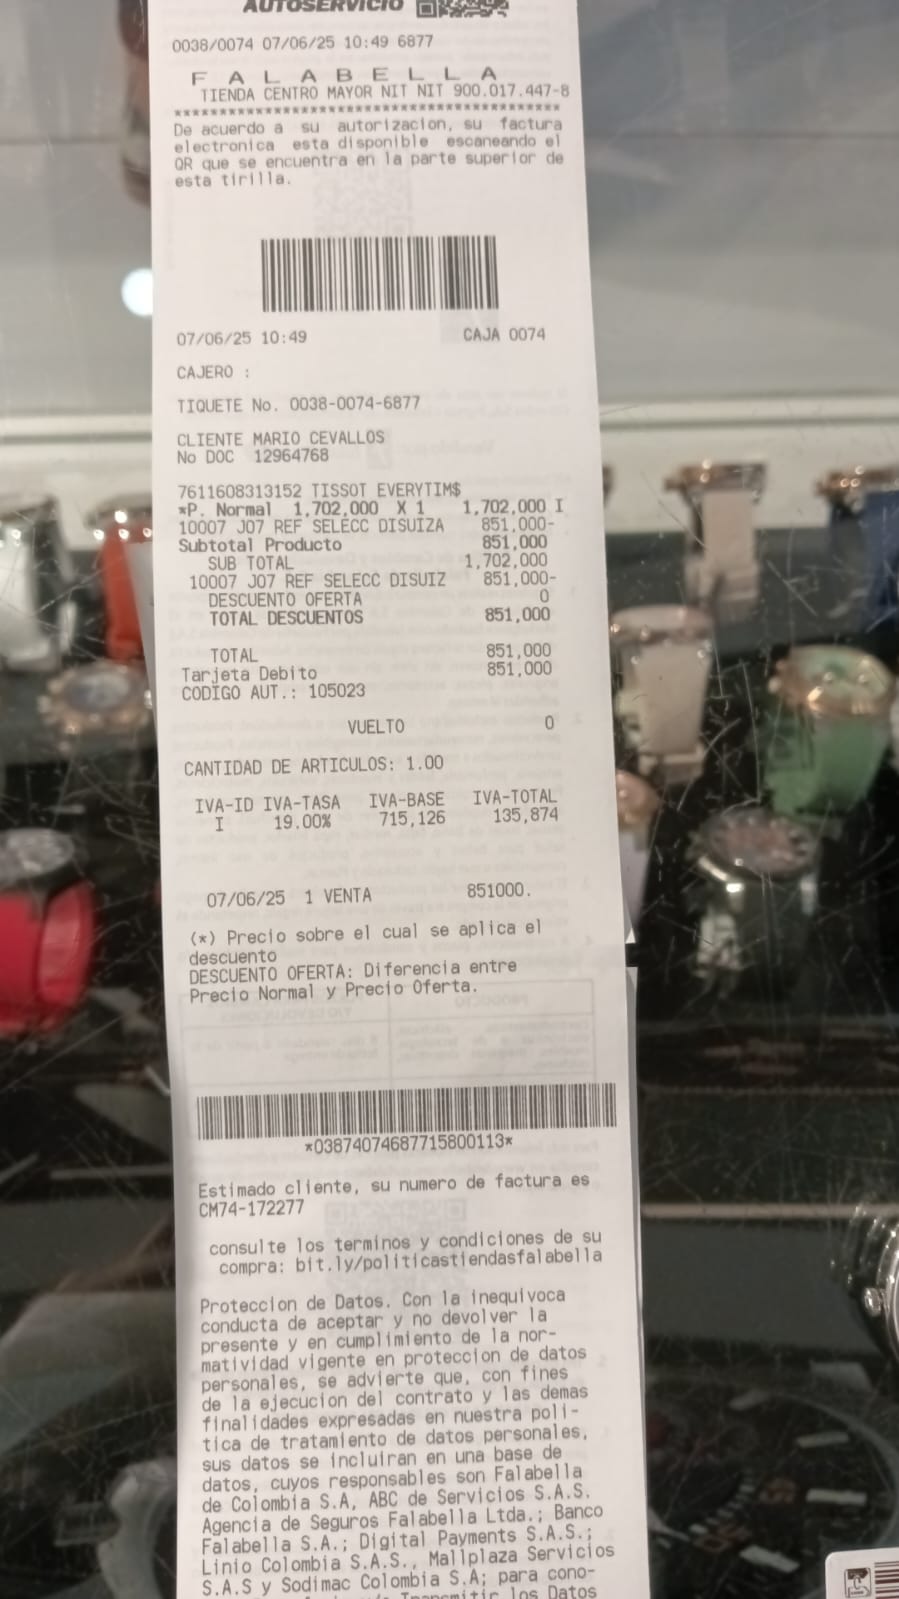 AUTOSERVICIO
0038/0074 07/06/25 10:49 6877
FALABELLA
TIENDA CENTRO MAYOR NIT NIT 900.017.447-8
******************************************
De acuerdo a su autorizacion, su factura
electronica esta disponible escaneando el
QR que se encuentra en la parte superior de
esta tirilla.
07/06/25 10:49 CAJA 0074
CAJERO :
TIQUETE No. 0038-0074-6877
CLIENTE MARIO CEVALLOS
No DOC 12964768
7611608313152 TISSOT EVERYTIM$
*P. Normal 1,702,000 X 1 1,702,000 I
10007 J07 REF SELECC DISUIZA 851,000-
Subtotal Producto 851,000
SUB TOTAL 1,702,000
10007 J07 REF SELECC DISUIZ 851,000-
DESCUENTO OFERTA 0
TOTAL DESCUENTOS 851,000
TOTAL 851,000
Tarjeta Debito 851,000
CODIGO AUT.: 105023
VUELTO 0
CANTIDAD DE ARTICULOS: 1.00
IVA-ID IVA-TASA IVA-BASE IVA-TOTAL
I 19.00% 715,126 135,874
07/06/25 1 VENTA 851000.
(*) Precio sobre el cual se aplica el
descuento
DESCUENTO OFERTA: Diferencia entre
Precio Normal y Precio Oferta.
*03874074687715800113*
Estimado cliente, su numero de factura es
CM74-172277
consulte los terminos y condiciones de su
compra: bit.ly/politicastiendasfalabella
Proteccion de Datos. Con la inequivoca
conducta de aceptar y no devolver la
presente y en cumplimiento de la nor-
matividad vigente en proteccion de datos
personales, se advierte que, con fines
de la ejecucion del contrato y las demas
finalidades expresadas en nuestra poli-
tica de tratamiento de datos personales,
sus datos se incluiran en una base de
datos, cuyos responsables son Falabella
de Colombia S.A, ABC de Servicios S.A.S.
Agencia de Seguros Falabella Ltda.; Banco
Falabella S.A.; Digital Payments S.A.S.;
Linio Colombia S.A.S., Mallplaza Servicios
S.A.S y Sodimac Colombia S.A; para cono-
los Datos